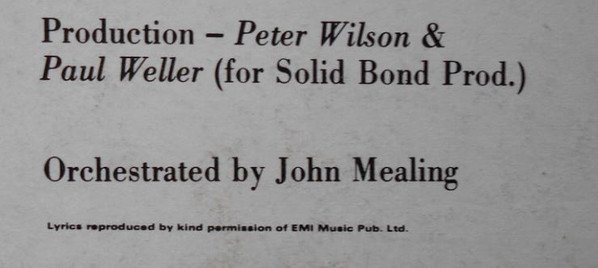 Production – Peter Wilson &
Paul Weller (for Solid Bond Prod.)
Orchestrated by John Mealing
Lyrics reproduced by kind permission of EMI Music Pub. Ltd.